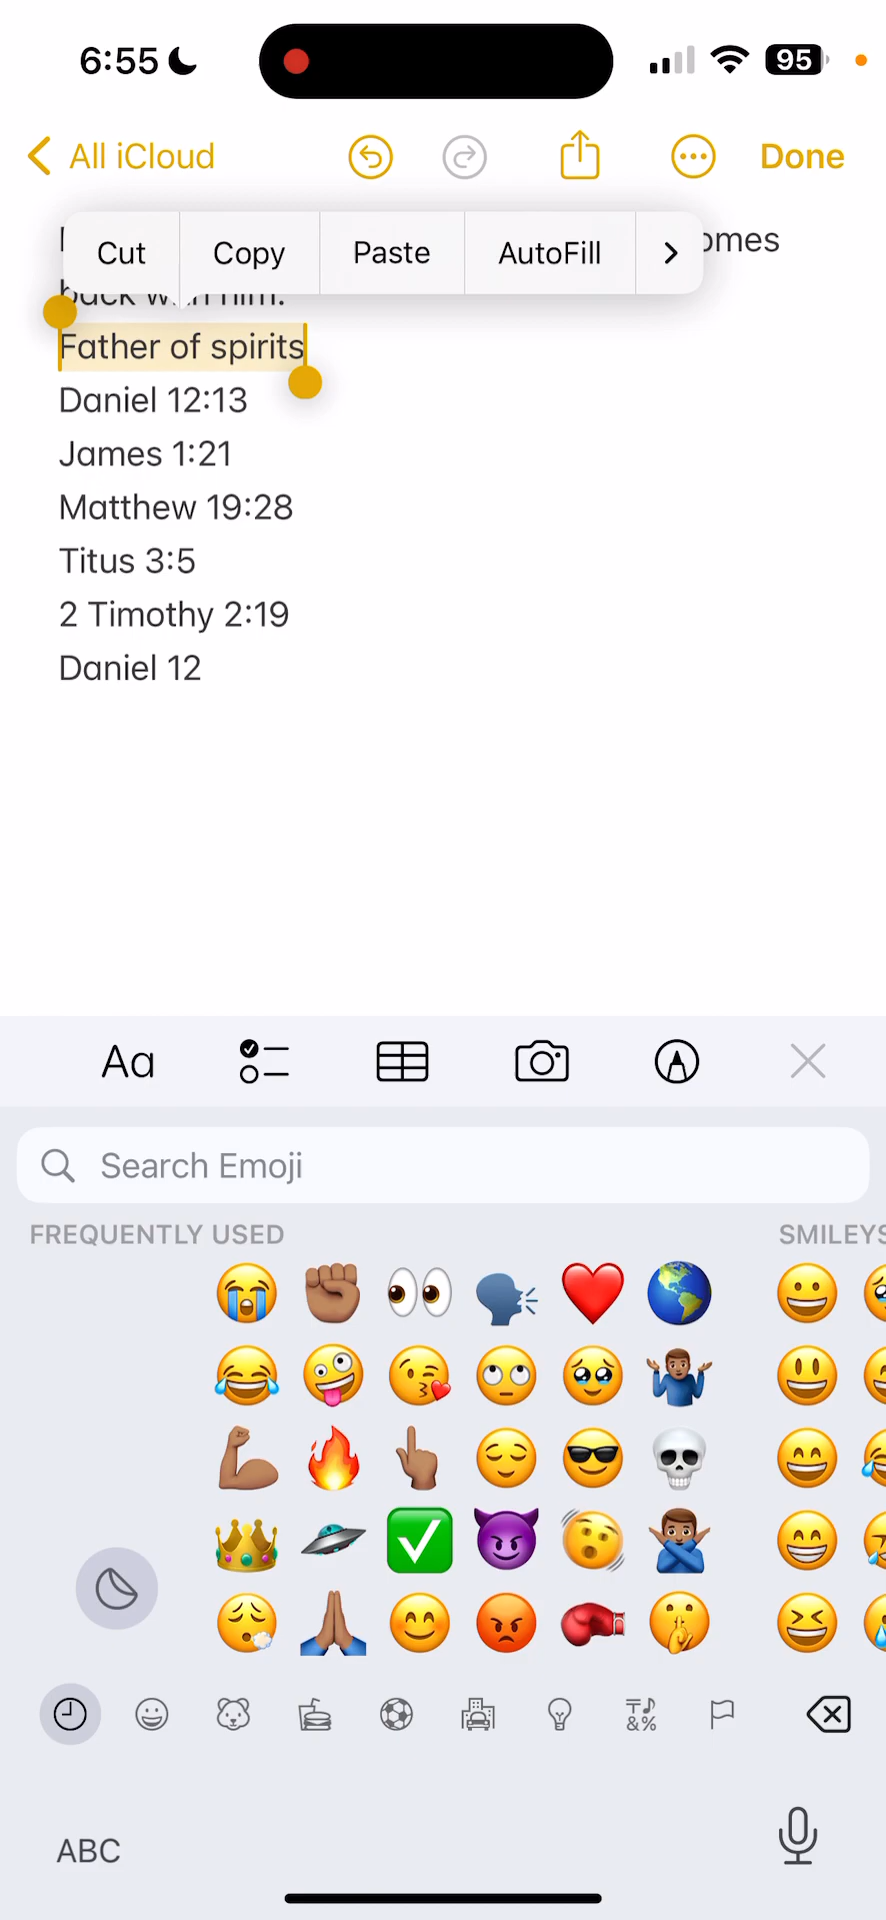 6:55
95
All iCloud
Done
Cut Copy Paste AutoFill
omes
back him.
Father of spirits
Daniel 12:13
James 1:21
Matthew 19:28
Titus 3:5
2 Timothy 2:19
Daniel 12
Aa
Search Emoji
FREQUENTLY USED
SMILEYS
ABC